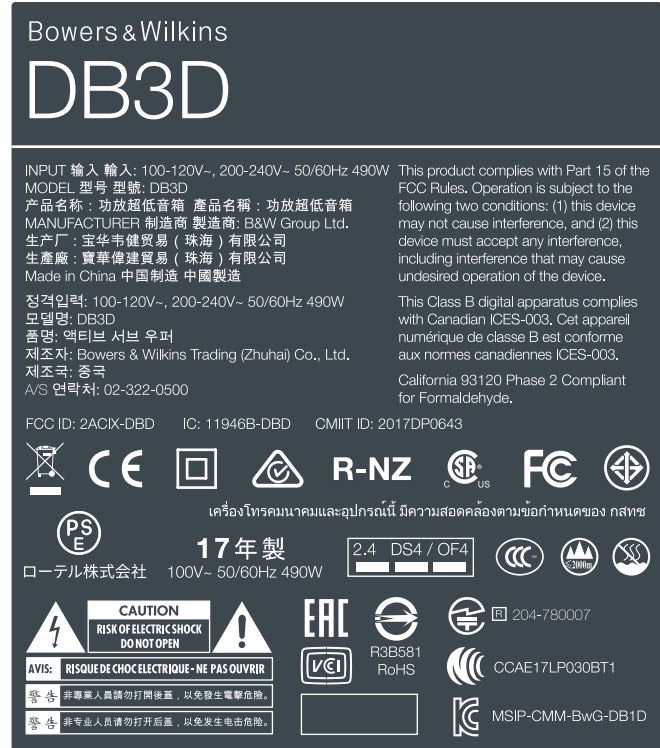 Bowers & Wilkins
DB3D
INPUT 输入 輸入: 100-120V~, 200-240V~ 50/60Hz 490W
MODEL 型号 型號: DB3D
产品名称：功放超低音箱 產品名稱：功放超低音箱
MANUFACTURER 制造商 製造商: B&W Group Ltd.
生产厂：宝华韦健贸易（珠海）有限公司
生產廠：寶華偉建貿易（珠海）有限公司
Made in China 中国制造 中國製造
정격입력: 100-120V~, 200-240V~ 50/60Hz 490W
모델명: DB3D
품명: 액티브 서브 우퍼
제조자: Bowers & Wilkins Trading (Zhuhai) Co., Ltd.
제조국: 중국
A/S 연락처: 02-322-0500
This product complies with Part 15 of the
FCC Rules. Operation is subject to the
following two conditions: (1) this device
may not cause interference, and (2) this
device must accept any interference,
including interference that may cause
undesired operation of the device.
This Class B digital apparatus complies
with Canadian ICES-003. Cet appareil
numérique de classe B est conforme
aux normes canadiennes ICES-003.
California 93120 Phase 2 Compliant
for Formaldehyde.
FCC ID: 2ACIX-DBD IC: 11946B-DBD CMIIT ID: 2017DP0643
CE R-NZ C SA ® US FC
เครื่องโทรคมนาคมและอุปกรณ์นี้ มีความสอดคล้องตามข้อกำหนดของ กสทช
PS E
ローテル株式会社
17年製
100V~ 50/60Hz 490W
2.4 DS4 / OF4
CCC
≤2000m
CAUTION
RISK OF ELECTRIC SHOCK
DO NOT OPEN
AVIS: RISQUE DE CHOC ELECTRIQUE - NE PAS OUVRIR
警告 非專業人員請勿打開後蓋，以免發生電擊危險。
警告 非专业人员请勿打开后盖，以免发生电击危险。
EAC
R3B581
RoHS
VCI
R 204-780007
CCAE17LP030BT1
MSIP-CMM-BwG-DB1D